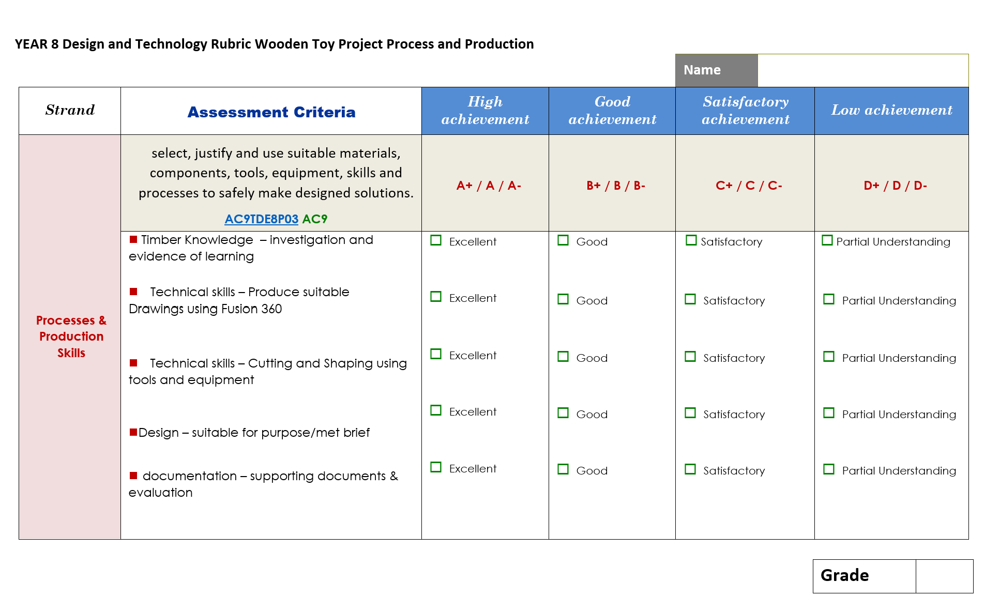 YEAR 8 Design and Technology Rubric Wooden Toy Project Process and Production
Name
Strand
Assessment Criteria
High
achievement
Good
achievement
Satisfactory
achievement
Low achievement
Processes &
Production
Skills
select, justify and use suitable materials,
components, tools, equipment, skills and
processes to safely make designed solutions.
AC9TDE8P03 AC9
A+ / A / A-
B+ / B / B-
C+ / C / C-
D+ / D / D-
Timber Knowledge – investigation and
evidence of learning
Technical skills – Produce suitable
Drawings using Fusion 360
Technical skills – Cutting and Shaping using
tools and equipment
Design – suitable for purpose/met brief
documentation – supporting documents &
evaluation
Excellent
Excellent
Excellent
Excellent
Excellent
Good
Good
Good
Good
Good
Satisfactory
Satisfactory
Satisfactory
Satisfactory
Satisfactory
Partial Understanding
Partial Understanding
Partial Understanding
Partial Understanding
Partial Understanding
Grade